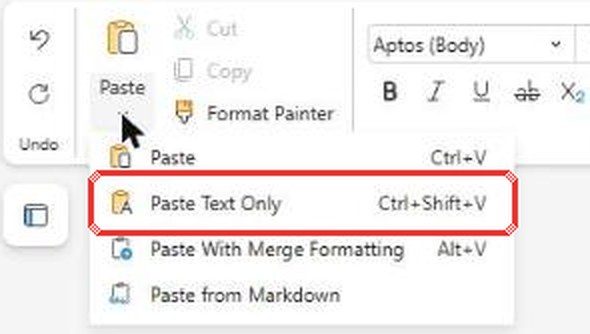 Cut
Copy
Paste
Format Painter
Undo
Aptos (Body)
B I U ab X2
Paste Ctrl+V
Paste Text Only Ctrl+Shift+V
Paste With Merge Formatting Alt+V
Paste from Markdown